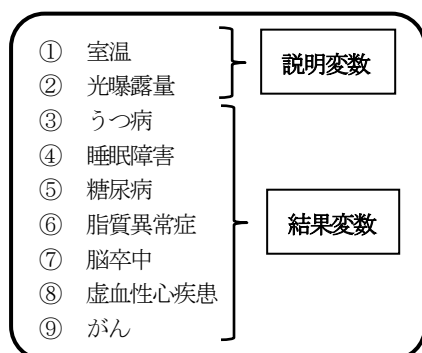 ① 室温
② 光曝露量
説明変数
③ うつ病
④ 睡眠障害
⑤ 糖尿病
⑥ 脂質異常症
⑦ 脳卒中
⑧ 虚血性心疾患
⑨ がん
結果変数